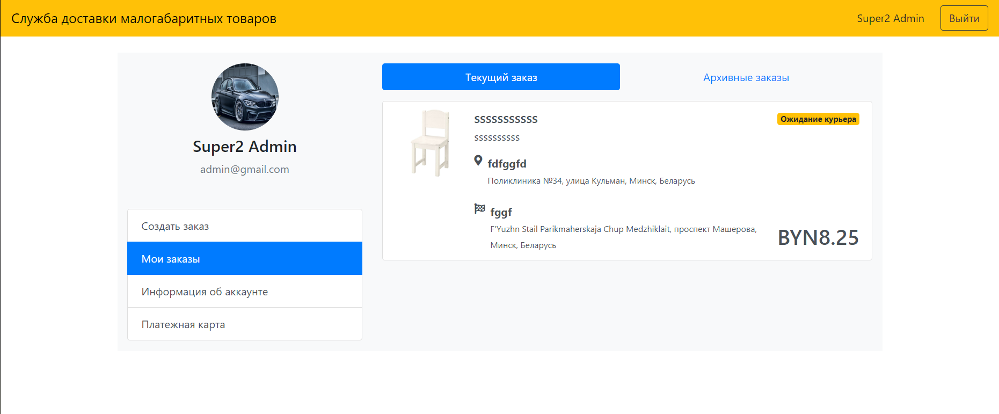 Служба доставки малогабаритных товаров
Super2 Admin
Выйти
Super2 Admin
admin@gmail.com
Создать заказ
Мои заказы
Информация об аккаунте
Платежная карта
Текущий заказ
Архивные заказы
sssssssssss
Ожидание курьера
ssssssssss
fdfggfd
Поликлиника №34, улица Кульман, Минск, Беларусь
fggf
F'Yuzhn Stail Parikmaherskaja Chup Medzhiklait, проспект Машерова,
Минск, Беларусь
BYN8.25